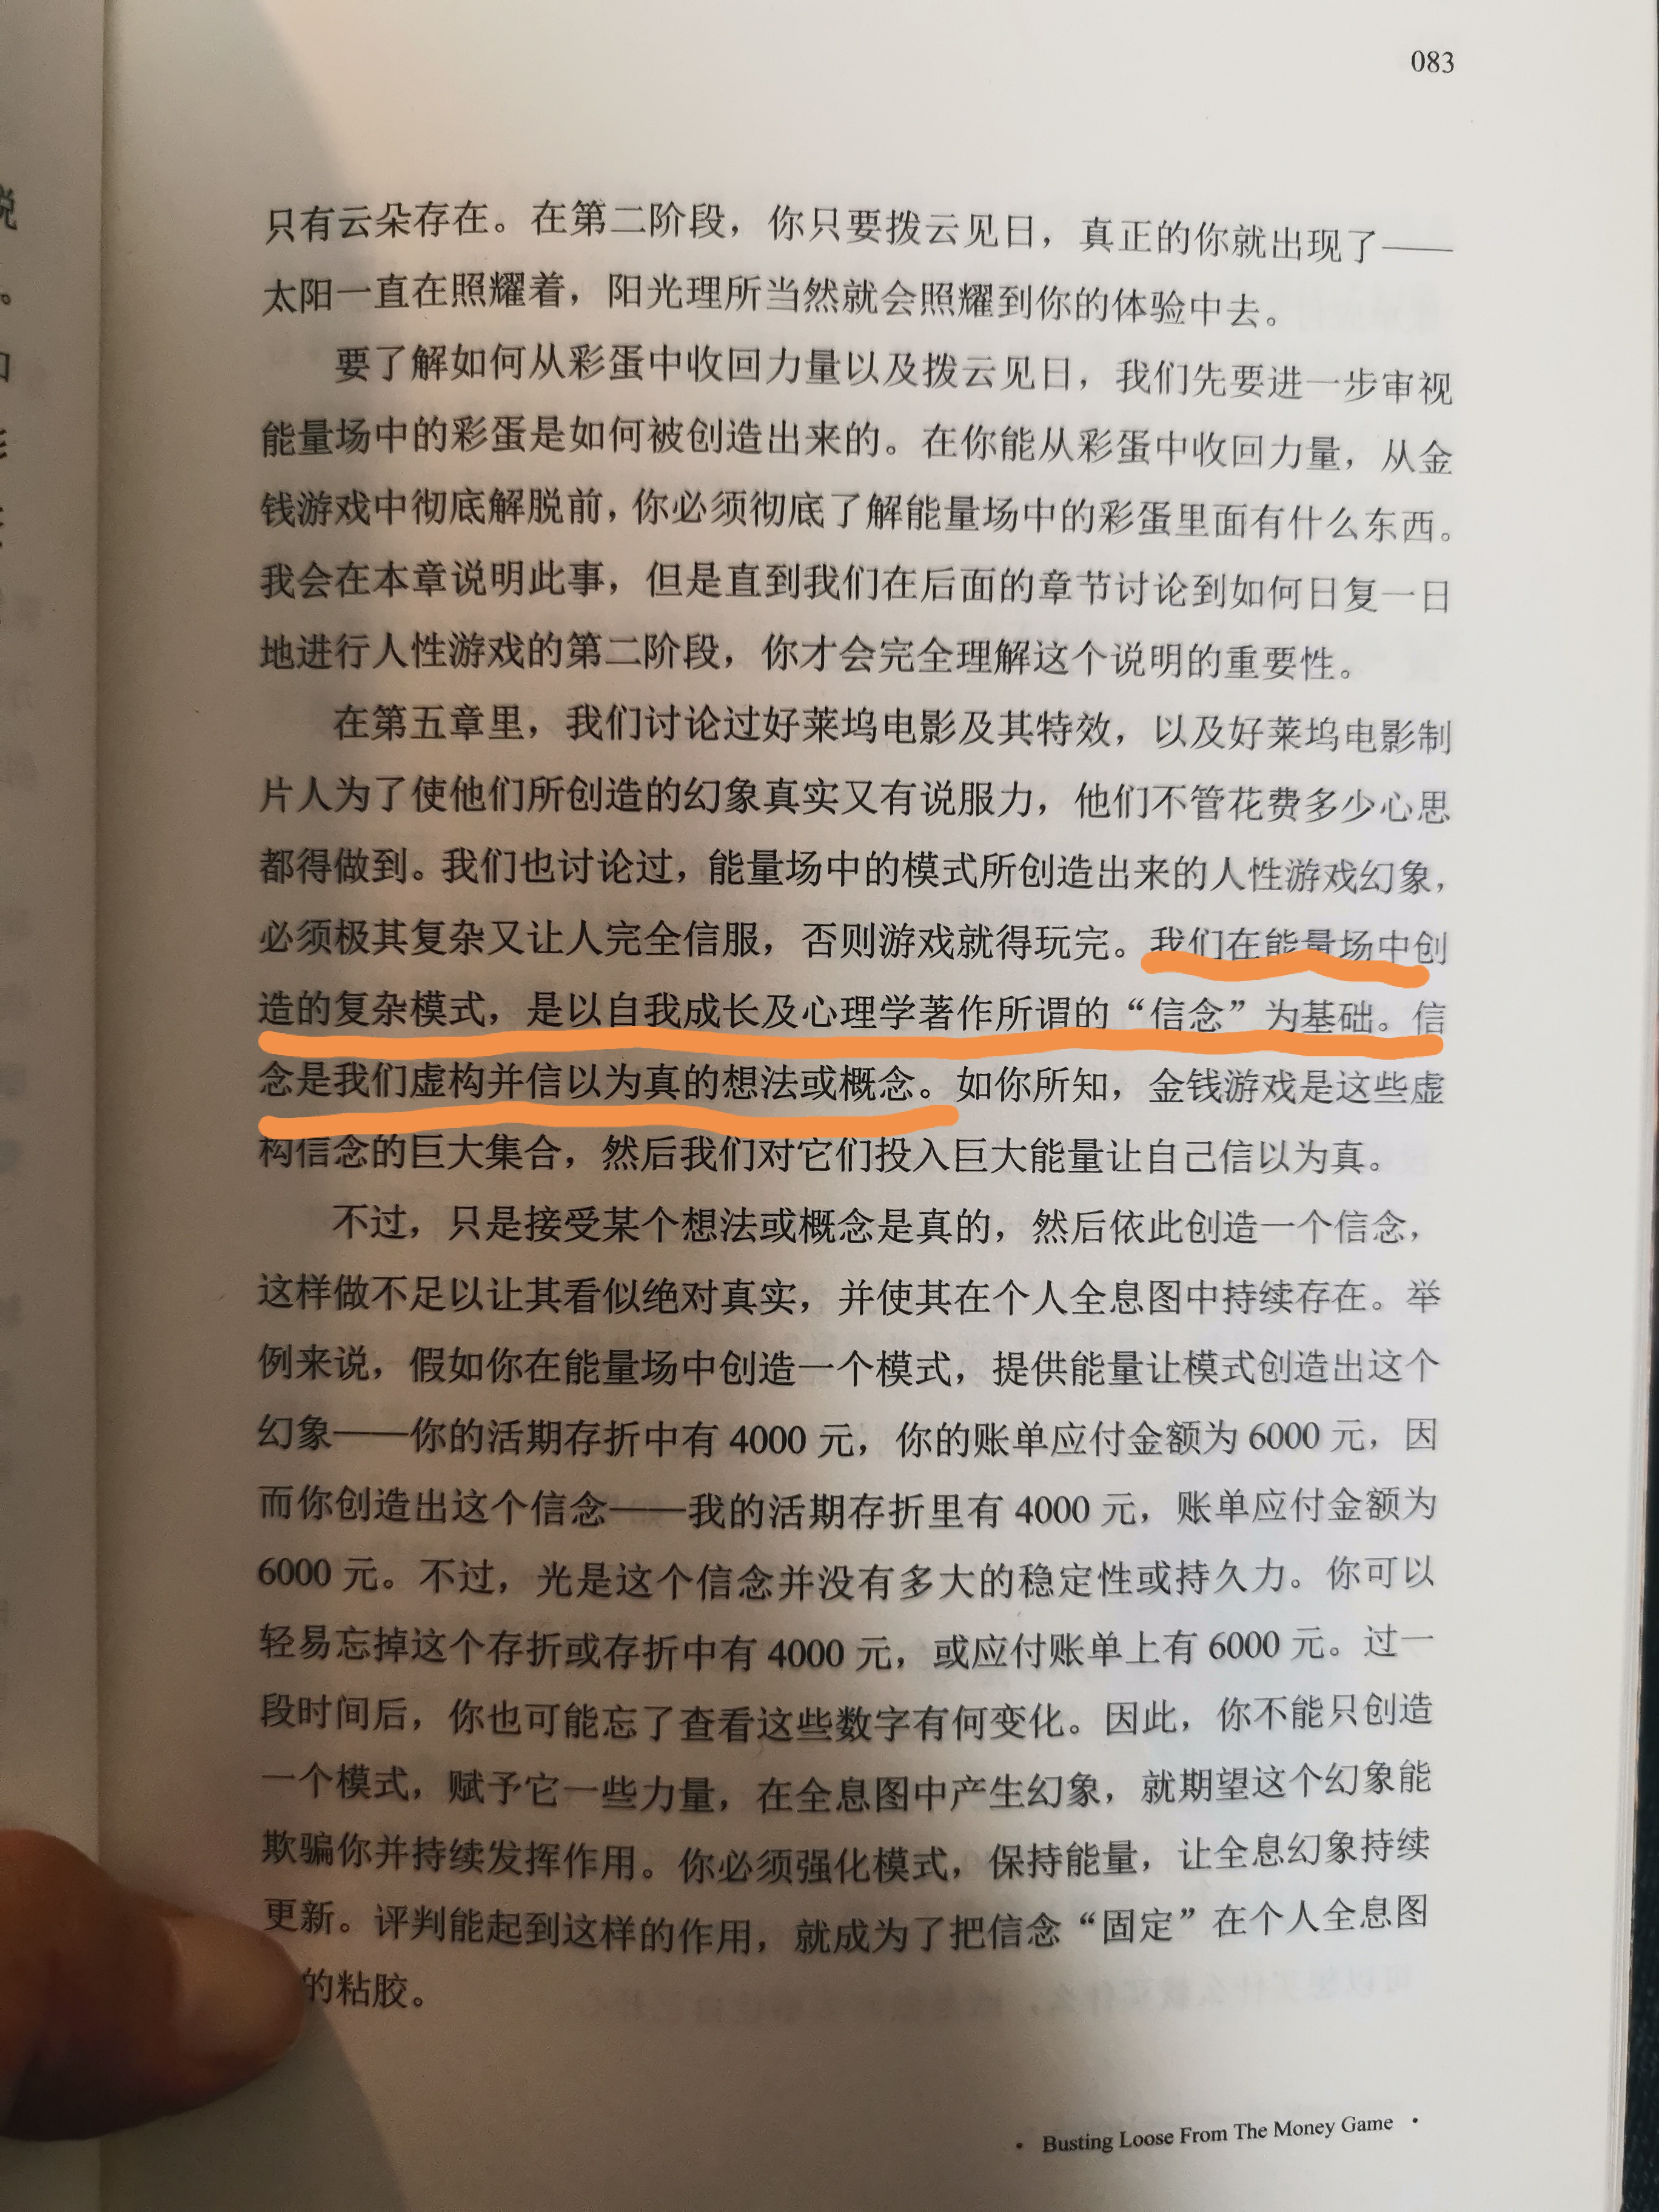 083
只有云朵存在。在第二阶段，你只要拨云见日，真正的你就出现了——
太阳一直在照耀着，阳光理所当然就会照耀到你的体验中去。
要了解如何从彩蛋中收回力量以及拨云见日，我们先要进一步审视
能量场中的彩蛋是如何被创造出来的。在你能从彩蛋中收回力量，从金
钱游戏中彻底解脱前，你必须彻底了解能量场中的彩蛋里面有什么东西。
我会在本章说明此事，但是直到我们在后面的章节讨论到如何日复一日
地进行人性游戏的第二阶段，你才会完全理解这个说明的重要性。
在第五章里，我们讨论过好莱坞电影及其特效，以及好莱坞电影制
片人为了使他们所创造的幻象真实又有说服力，他们不管花费多少心思
都得做到。我们也讨论过，能量场中的模式所创造出来的人性游戏幻象，
必须极其复杂又让人完全信服，否则游戏就得玩完。我们在能量场中创
造的复杂模式，是以自我成长及心理学著作所谓的“信念”为基础。信
念是我们虚构并信以为真的想法或概念。如你所知，金钱游戏是这些虚
构信念的巨大集合，然后我们对它们投入巨大能量让自己信以为真。
不过，只是接受某个想法或概念是真的，然后依此创造一个信念，
这样做不足以让其看似绝对真实，并使其在个人全息图中持续存在。举
例来说，假如你在能量场中创造一个模式，提供能量让模式创造出这个
幻象——你的活期存折中有 4000 元，你的账单应付金额为 6000 元，因
而你创造出这个信念——我的活期存折里有 4000 元，账单应付金额为
6000 元。不过，光是这个信念并没有多大的稳定性或持久力。你可以
轻易忘掉这个存折或存折中有 4000 元，或应付账单上有 6000 元。过一
段时间后，你也可能忘了查看这些数字有何变化。因此，你不能只创造
一个模式，赋予它一些力量，在全息图中产生幻象，就期望这个幻象能
欺骗你并持续发挥作用。你必须强化模式，保持能量，让全息幻象持续
更新。评判能起到这样的作用，就成为了把信念“固定”在个人全息图
的粘胶。
• Busting Loose From The Money Game •